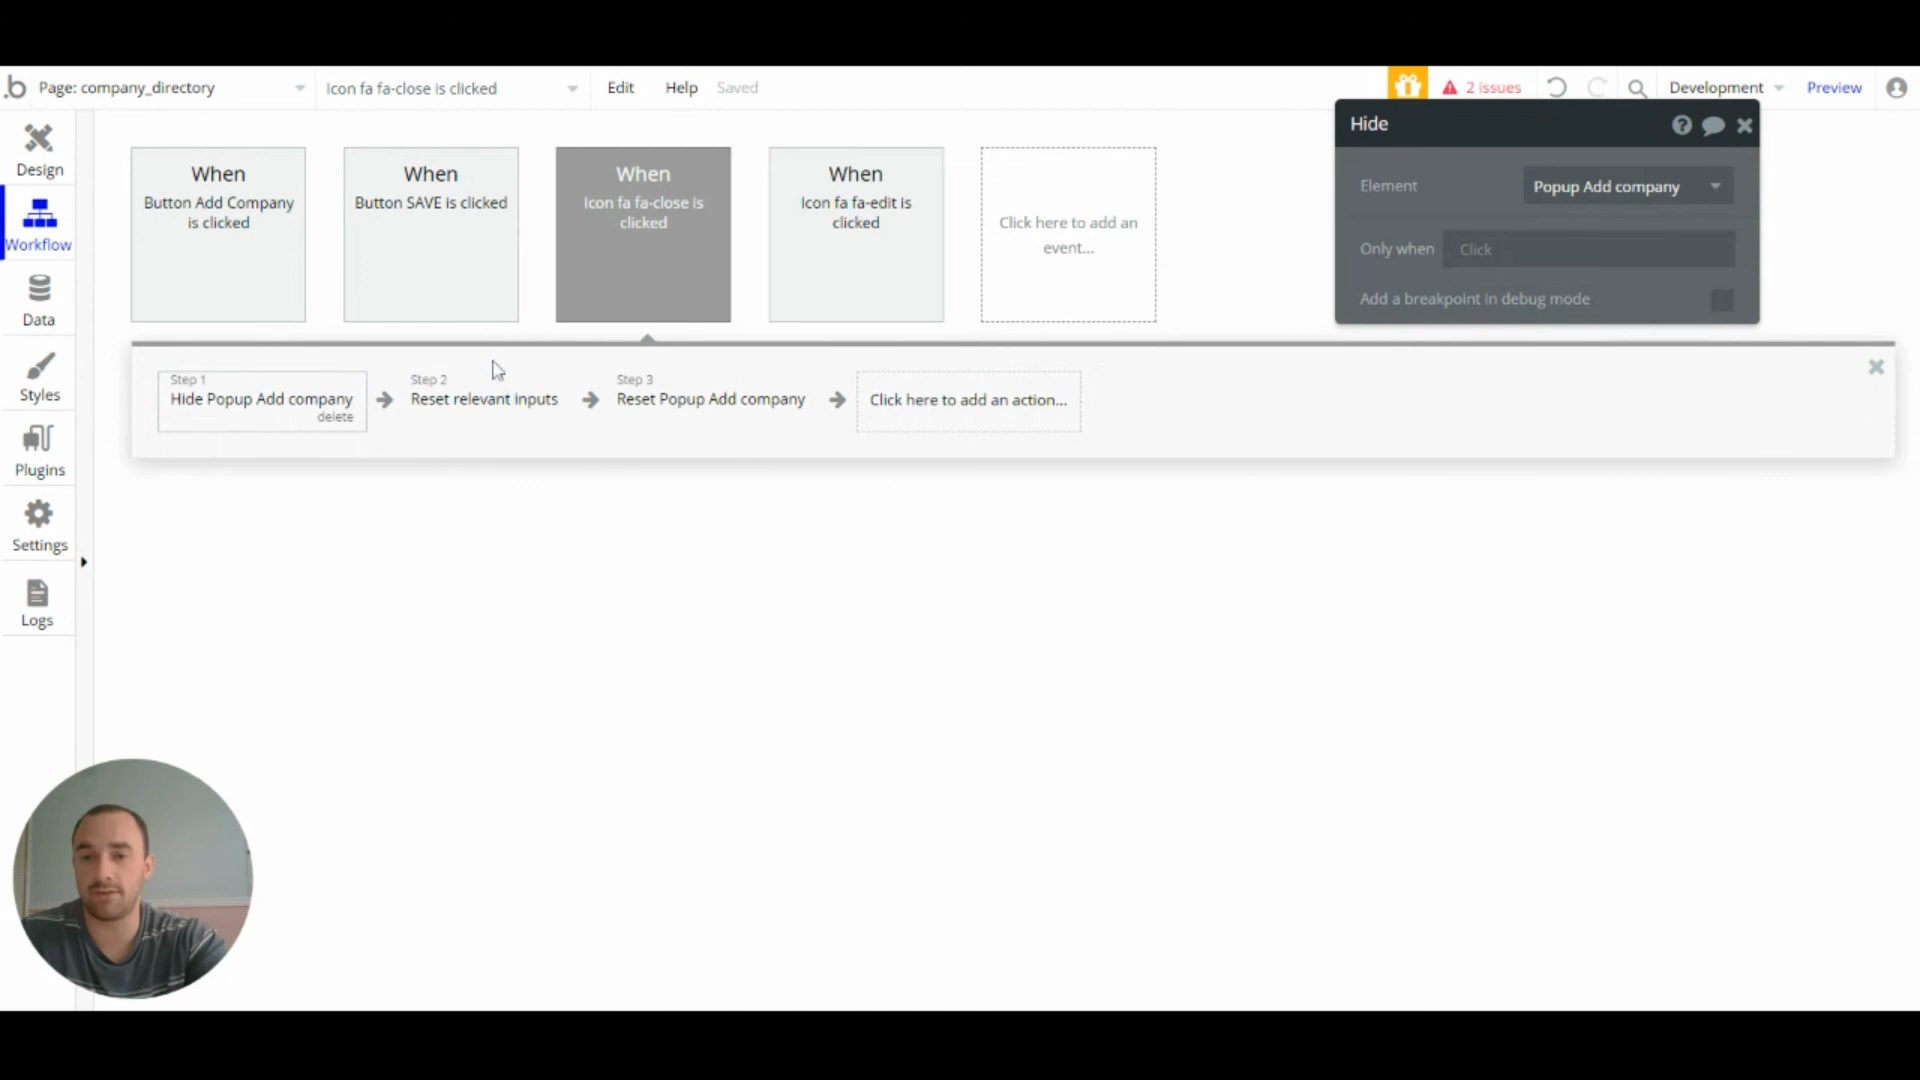 .b Page: company_directory
Icon fa fa-close is clicked
Edit
Help
Saved
2 issues
Development
Preview
Design
Workflow
Data
Styles
Plugins
Settings
Logs
When
Button Add Company
is clicked
When
Button SAVE is clicked
When
Icon fa fa-close is
clicked
When
Icon fa fa-edit is
clicked
Click here to add an
event...
Hide
Element
Popup Add company
Only when
Click
Add a breakpoint in debug mode
Step 1
Hide Popup Add company
delete
Step 2
Reset relevant inputs
Step 3
Reset Popup Add company
Click here to add an action...